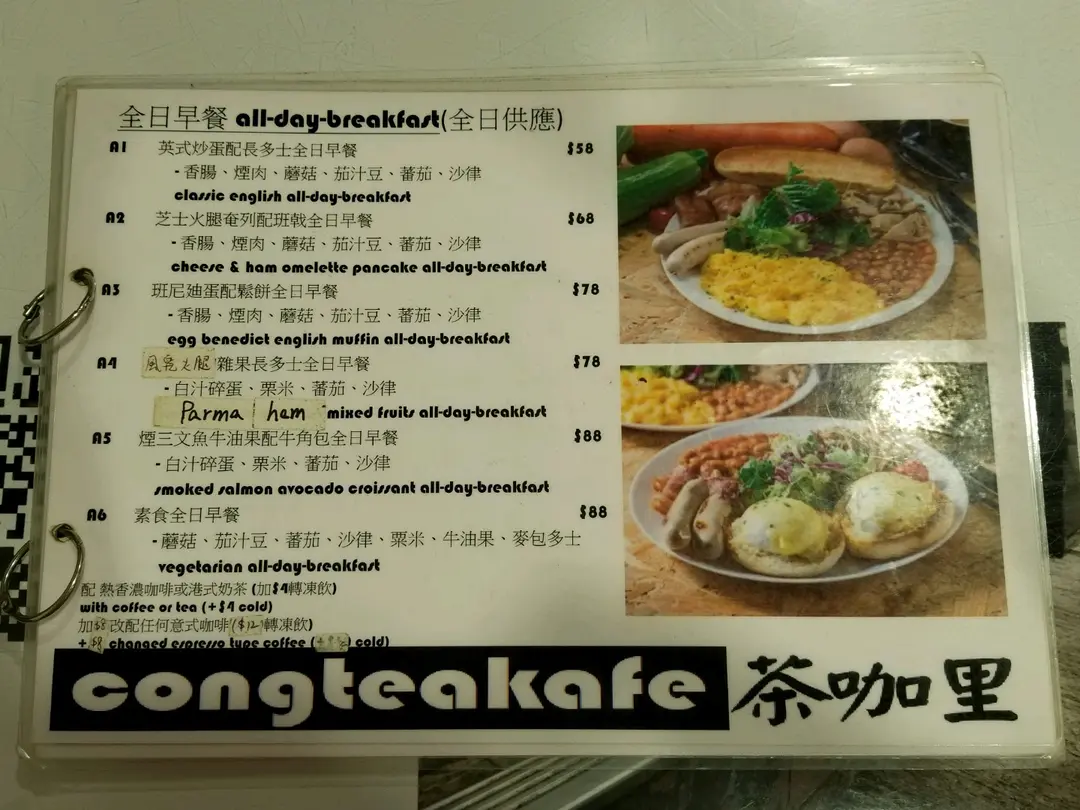 全日早餐 all-day-breakfast(全日供應)
A1 英式炒蛋配長多士全日早餐 $58
- 香腸、煙肉、蘑菇、茄汁豆、蕃茄、沙律
classic english all-day-breakfast
A2 芝士火腿奄列配班戟全日早餐 $68
- 香腸、煙肉、蘑菇、茄汁豆、蕃茄、沙律
cheese & ham omelette pancake all-day-breakfast
A3 班尼廸蛋配鬆餅全日早餐 $78
- 香腸、煙肉、蘑菇、茄汁豆、蕃茄、沙律
egg benedict english muffin all-day-breakfast
A4 火腿雜果長多士全日早餐 $78
- 白汁碎蛋、粟米、蕃茄、沙律
Parma ham mixed fruits all-day-breakfast
A5 煙三文魚牛油果配牛角包全日早餐 $88
- 白汁碎蛋、粟米、蕃茄、沙律
smoked salmon avocado croissant all-day-breakfast
A6 素食全日早餐 $88
- 蘑菇、茄汁豆、蕃茄、沙律、粟米、牛油果、麥包多士
vegetarian all-day-breakfast
配 熱香濃咖啡或港式奶茶 (加$4轉凍飲)
with coffee or tea (+$4 cold)
加$8 改配任何意式咖啡($12轉凍飲)
+ $8 changed espresso type coffee ( cold)
congteakafe 茶咖里